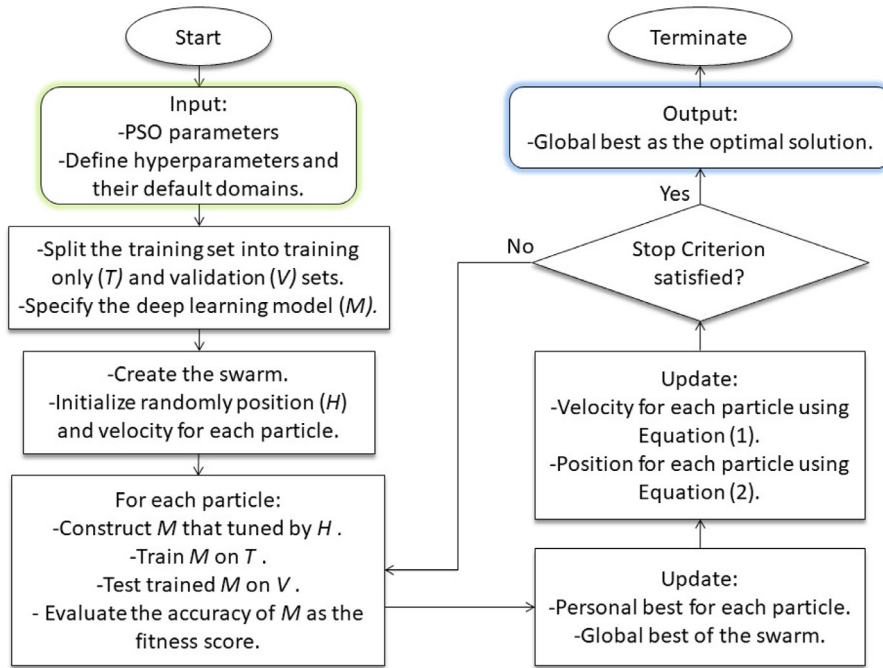 Start
Input:
-PSO parameters
-Define hyperparameters and
their default domains.
-Split the training set into training
only (T) and validation (V) sets.
-Specify the deep learning model (M).
-Create the swarm.
-Initialize randomly position (H)
and velocity for each particle.
For each particle:
-Construct M that tuned by H .
-Train M on T .
-Test trained M on V .
- Evaluate the accuracy of M as the
fitness score.
Update:
-Personal best for each particle.
-Global best of the swarm.
Update:
-Velocity for each particle using
Equation (1).
-Position for each particle using
Equation (2).
Stop Criterion
satisfied?
No
Yes
Output:
-Global best as the optimal solution.
Terminate